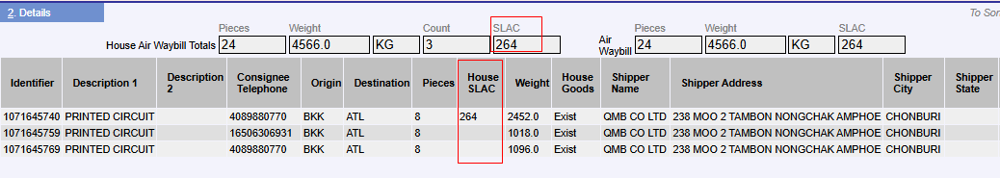 2. Details
To Sor
Pieces Weight Count SLAC Pieces Weight SLAC
House Air Waybill Totals 24 4566.0 KG 3 264 Air Waybill 24 4566.0 KG 264
Identifier Description 1 Description 2 Consignee Telephone Origin Destination Pieces House SLAC Weight House Goods Shipper Name Shipper Address Shipper City Shipper State
1071645740 PRINTED CIRCUIT 4089880770 BKK ATL 8 264 2452.0 Exist QMB CO LTD 238 MOO 2 TAMBON NONGCHAK AMPHOE CHONBURI
1071645759 PRINTED CIRCUIT 16506306931 BKK ATL 8 1018.0 Exist QMB CO LTD 238 MOO 2 TAMBON NONGCHAK AMPHOE CHONBURI
1071645769 PRINTED CIRCUIT 4089880770 BKK ATL 8 1096.0 Exist QMB CO LTD 238 MOO 2 TAMBON NONGCHAK AMPHOE CHONBURI